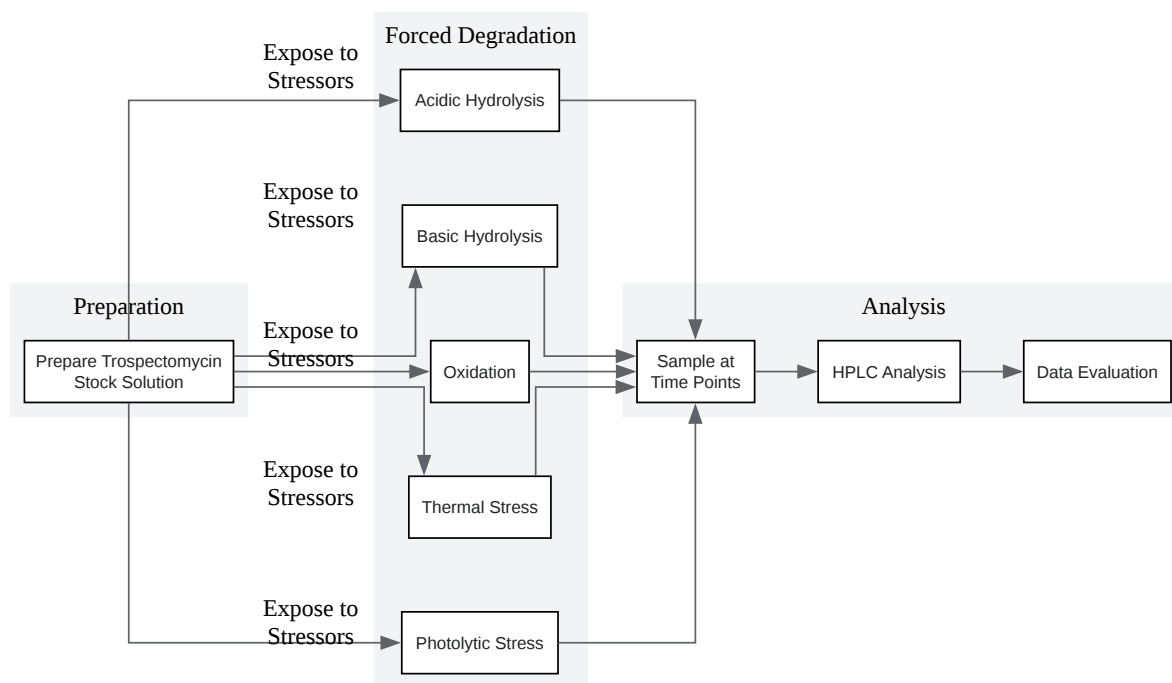 Forced Degradation
Expose to
Stressors
Acidic Hydrolysis
Expose to
Stressors
Basic Hydrolysis
Preparation
Prepare Trospectomycin
Stock Solution
Expose to
Stressors
Oxidation
Expose to
Stressors
Thermal Stress
Expose to
Stressors
Photolytic Stress
Analysis
Sample at
Time Points
HPLC Analysis
Data Evaluation